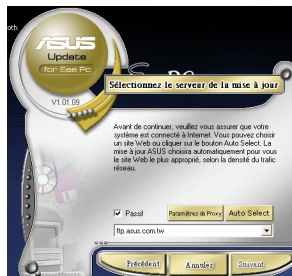 oth
ASUS
Update
for Eee Pc
V1.01.09
Sélectionnez le serveur de la mise à jour
Avant de continuer, veuillez vous assurer que votre
système est connecté à Internet. Vous pouvez choisir
un site Web ou cliquer sur le bouton Auto Select. La
mise à jour ASUS choisira automatiquement pour vous
le site Web le plus approprié, selon la densité du trafic
réseau.
Passif
Paramètres de Proxy
Auto Select
ftp.asus.com.tw
Précédent
Annuler
Suivant